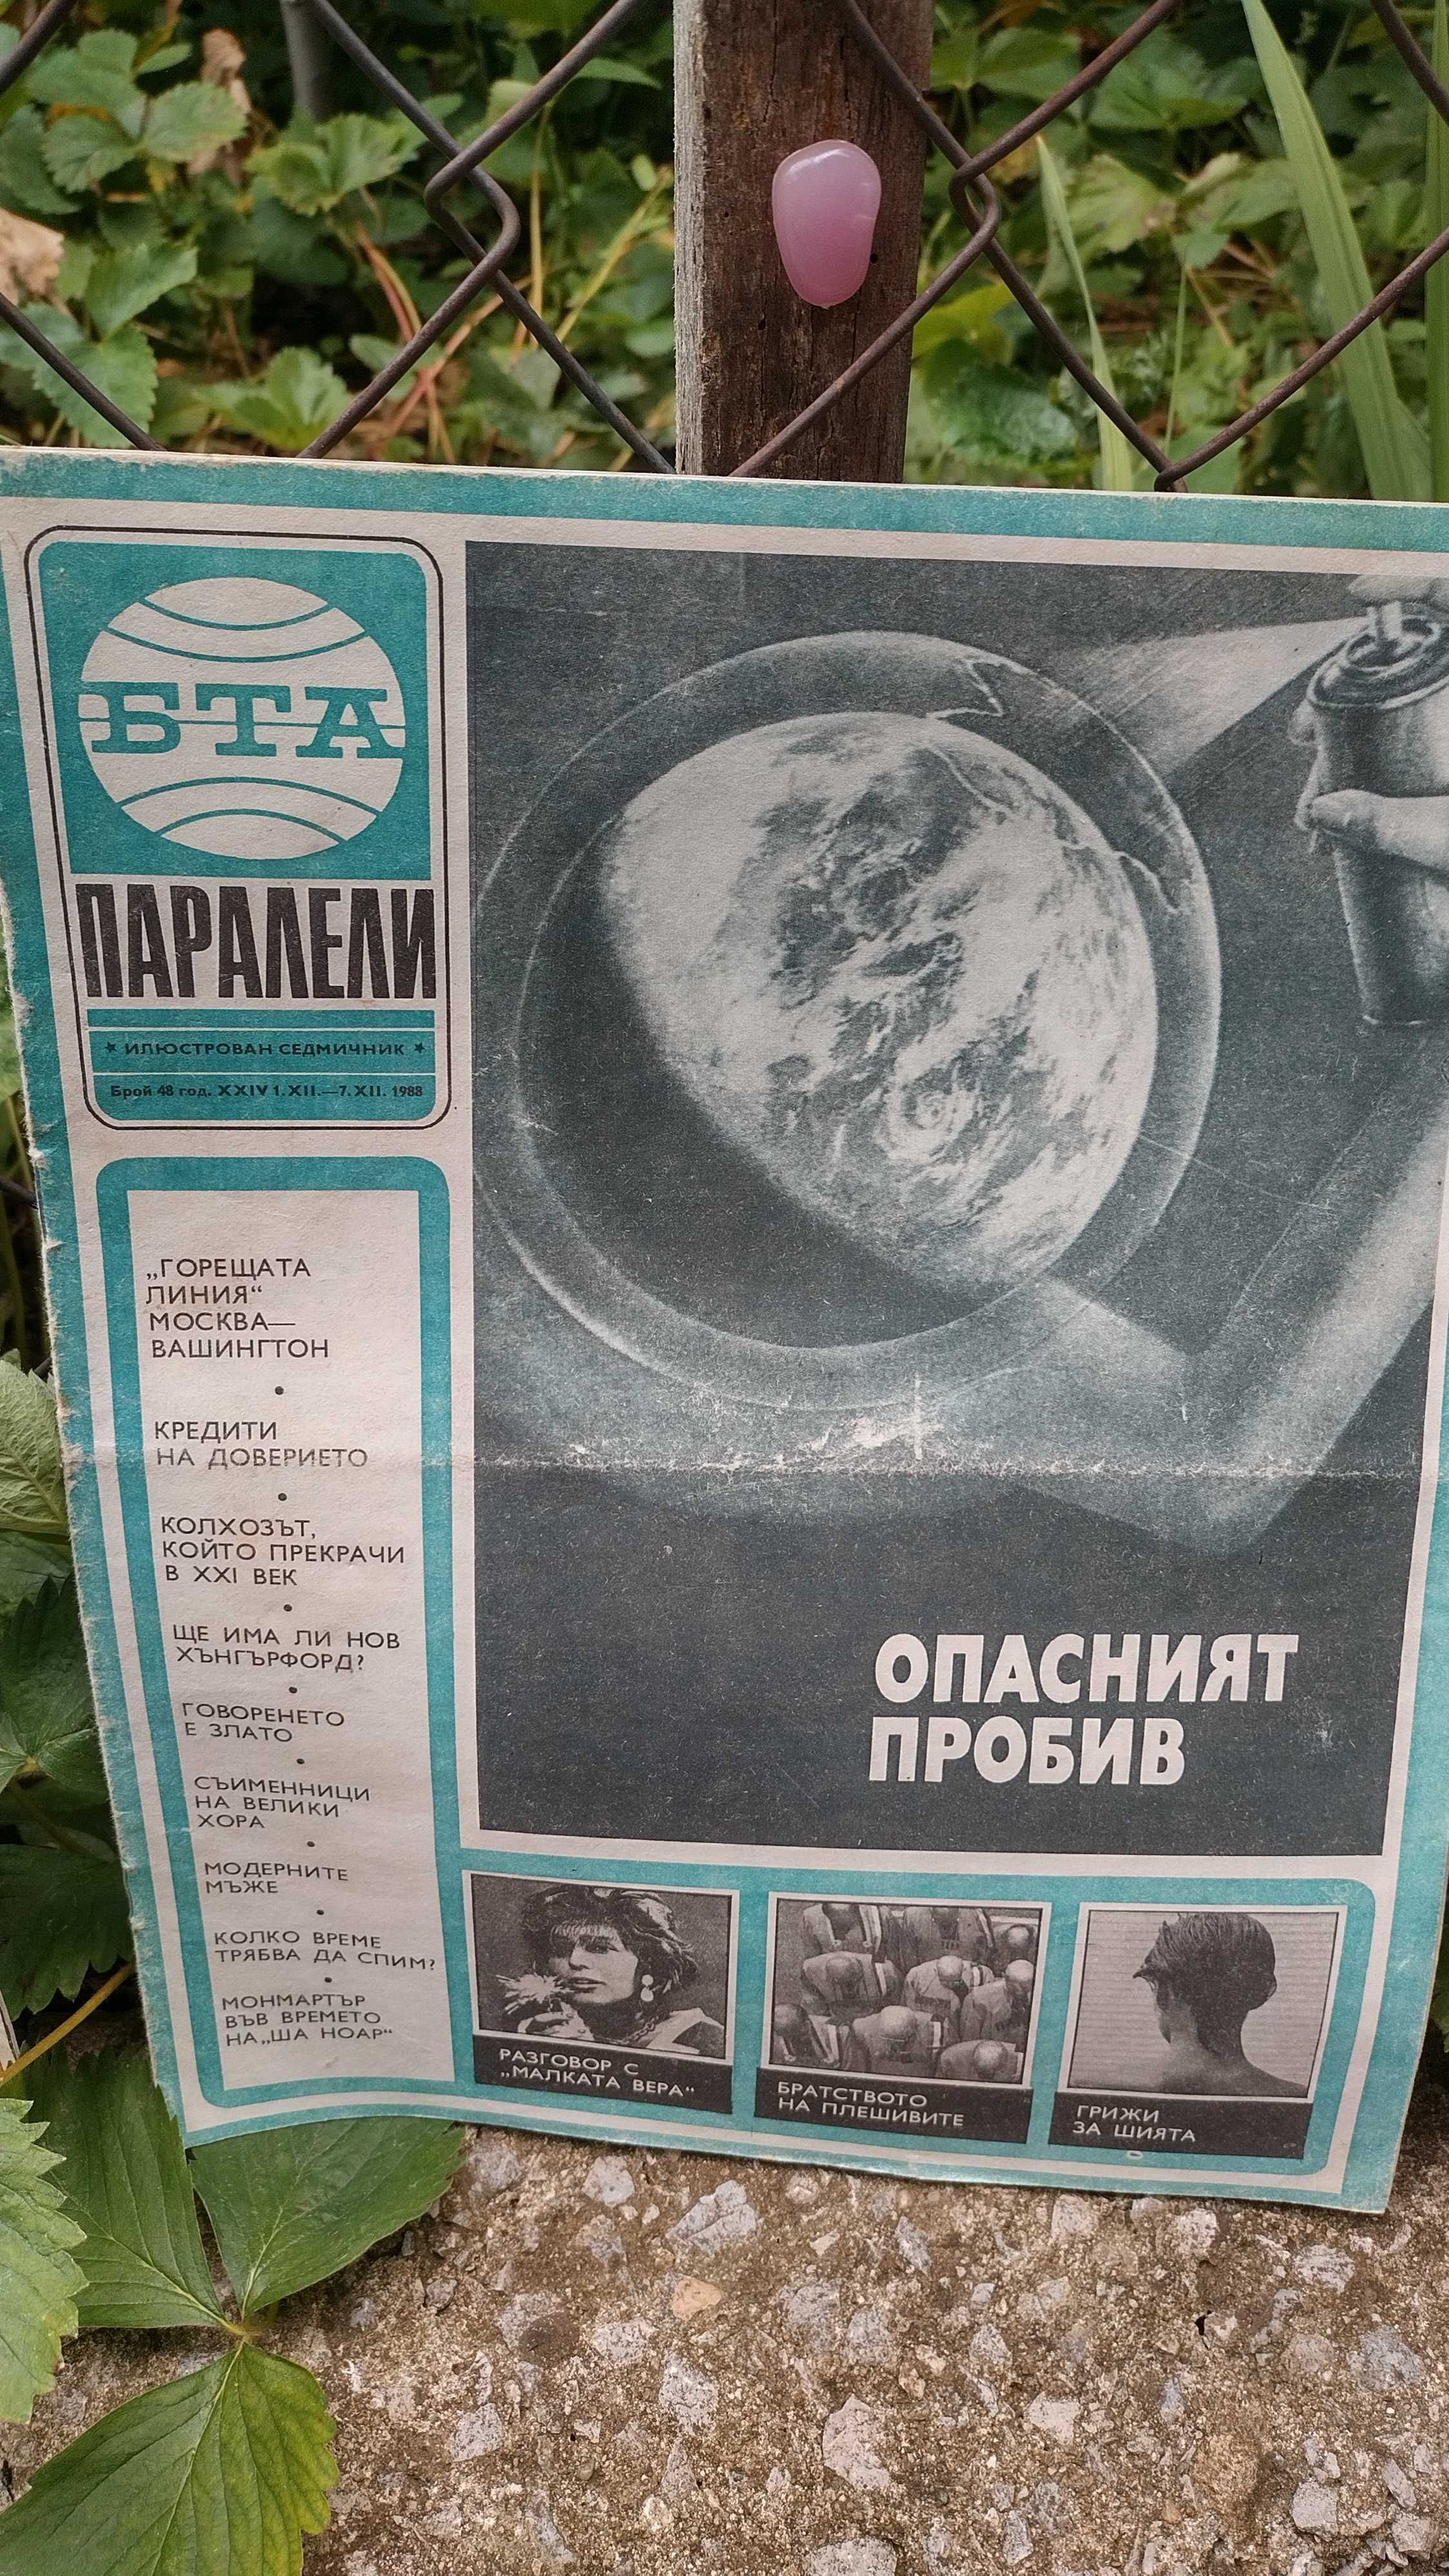 БТА
ПАРАЛЕЛИ
★ ИЛЮСТРОВАН СЕДМИЧНИК ★
Брой 48 год. XXIV 1. XII.—7. XII. 1988
„ГОРЕЩАТА
ЛИНИЯ“
МОСКВА—
ВАШИНГТОН
•
КРЕДИТИ
НА ДОВЕРИЕТО
•
КОЛХОЗЪТ,
КОЙТО ПРЕКРАЧИ
В XXI ВЕК
•
ЩЕ ИМА ЛИ НОВ
ХЪНГЪРФОРД?
•
ГОВОРЕНЕТО
Е ЗЛАТО
•
СЪИМЕННИЦИ
НА ВЕЛИКИ
ХОРА
•
МОДЕРНИТЕ
МЪЖЕ
•
КОЛКО ВРЕМЕ
ТРЯБВА ДА СПИМ?
•
МОНМАРТЪР
ВЪВ ВРЕМЕТО
НА „ША НОАР“
ОПАСНИЯТ
ПРОБИВ
РАЗГОВОР С
„МАЛКАТА ВЕРА“
БРАТСТВОТО
НА ПЛЕШИВИТЕ
ГРИЖИ
ЗА ШИЯТА